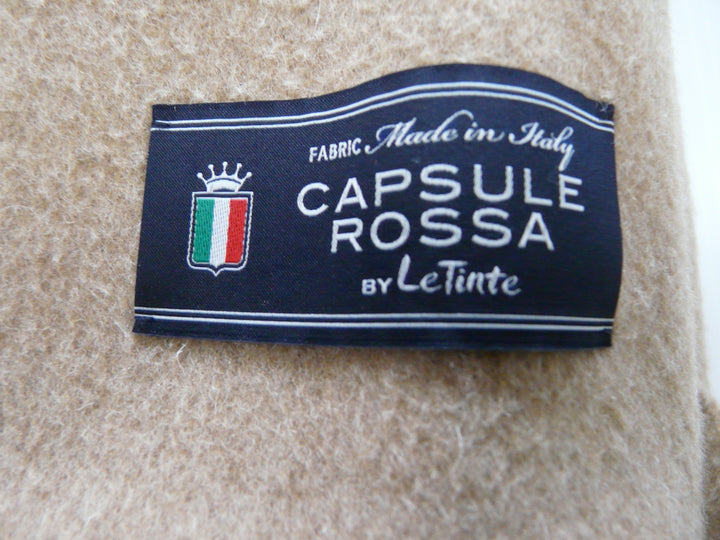 FABRIC Made in Italy
CAPSULE
ROSSA
BY LeTinte